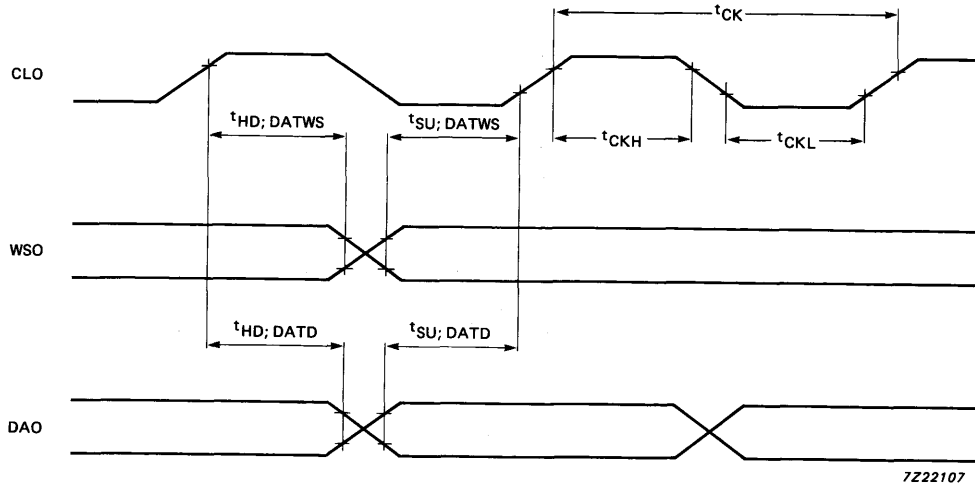 tCK
CLO
tHD; DATWS
tSU; DATWS
tCKH
tCKL
WSO
tHD; DATD
tSU; DATD
DAO
7Z22107